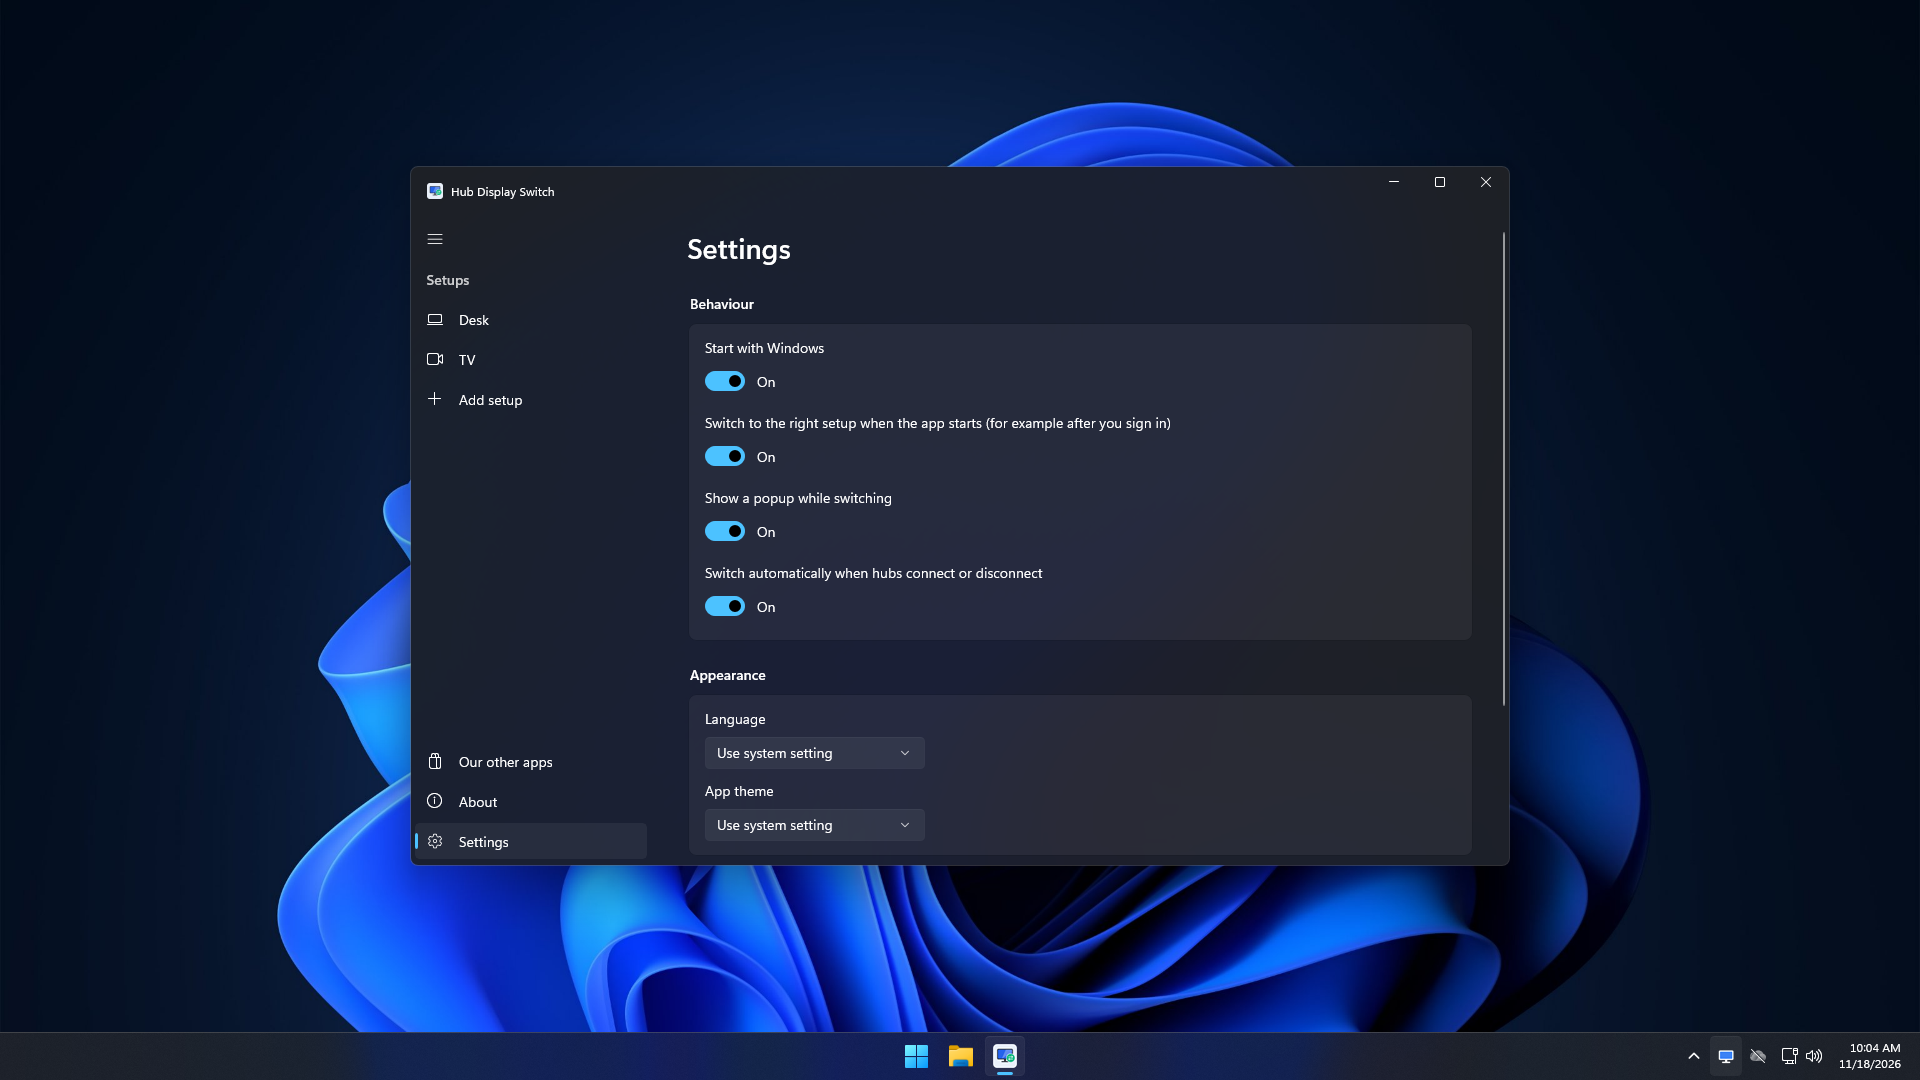 Hub Display Switch
Setups
Desk
TV
Add setup
Our other apps
About
Settings
Settings
Behaviour
Start with Windows
On
Switch to the right setup when the app starts (for example after you sign in)
On
Show a popup while switching
On
Switch automatically when hubs connect or disconnect
On
Appearance
Language
Use system setting
App theme
Use system setting
10:04 AM
11/18/2026